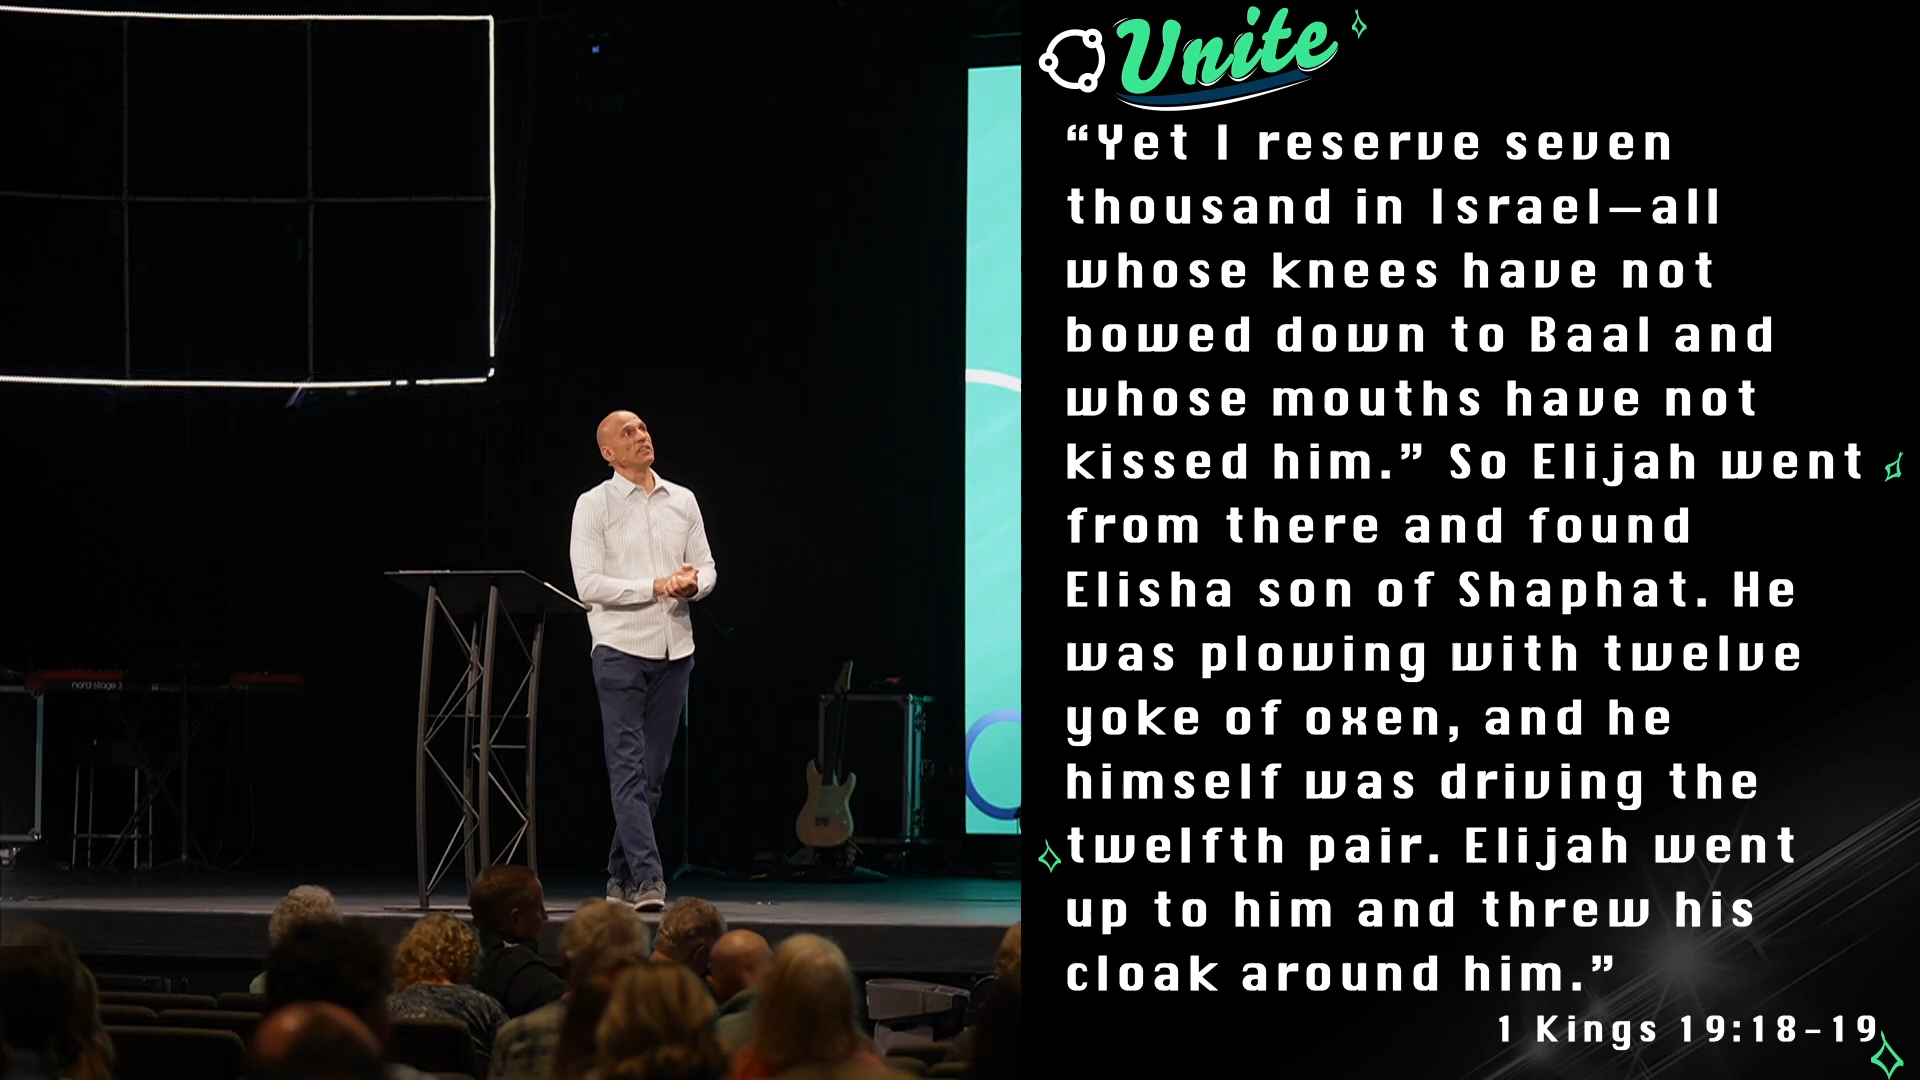 nord stage 3
Unite
“Yet I reserve seven
thousand in Israel—all
whose knees have not
bowed down to Baal and
whose mouths have not
kissed him.” So Elijah went
from there and found
Elisha son of Shaphat. He
was plowing with twelve
yoke of oxen, and he
himself was driving the
twelfth pair. Elijah went
up to him and threw his
cloak around him.”
1 Kings 19:18-19